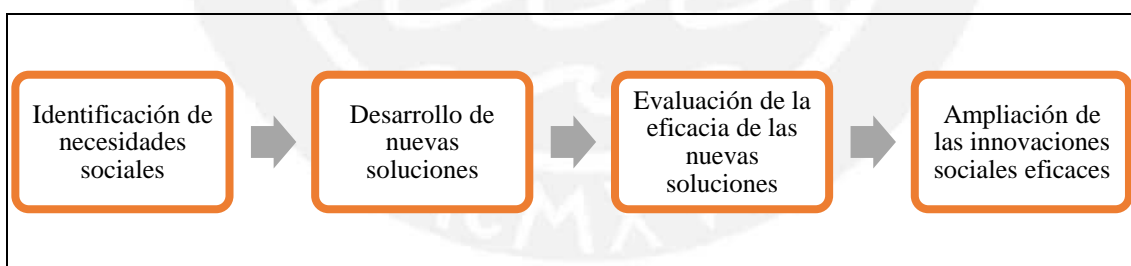 Identificación de
necesidades
sociales
Desarrollo de
nuevas
soluciones
Evaluación de la
eficacia de las
nuevas
soluciones
Ampliación de
las innovaciones
sociales eficaces